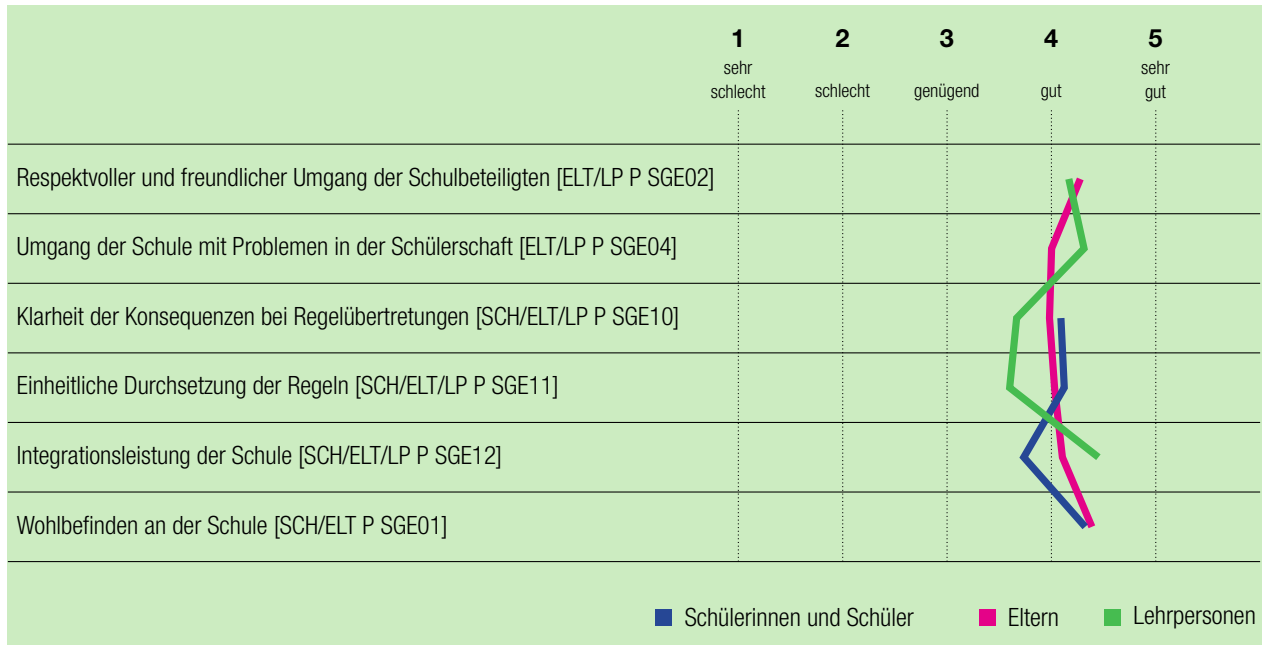 1 2 3 4 5
sehr schlecht schlecht genügend gut sehr gut
Respektvoller und freundlicher Umgang der Schulbeteiligten [ELT/LP P SGE02]
Umgang der Schule mit Problemen in der Schülerschaft [ELT/LP P SGE04]
Klarheit der Konsequenzen bei Regelübertretungen [SCH/ELT/LP P SGE10]
Einheitliche Durchsetzung der Regeln [SCH/ELT/LP P SGE11]
Integrationsleistung der Schule [SCH/ELT/LP P SGE12]
Wohlbefinden an der Schule [SCH/ELT P SGE01]
Schülerinnen und Schüler Eltern Lehrpersonen